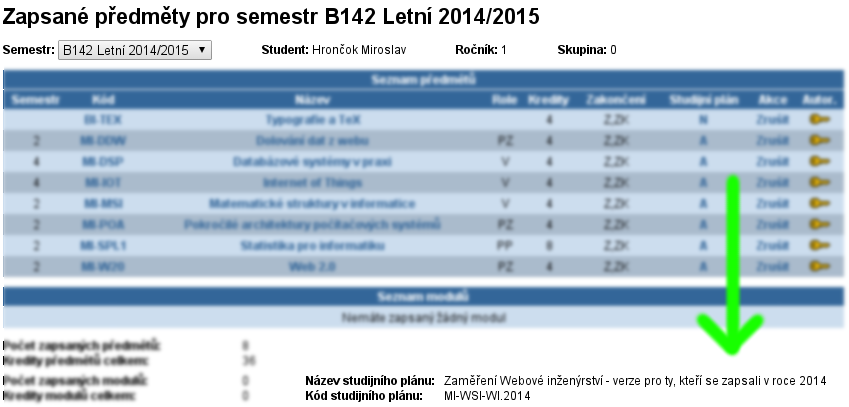 Zapsané předměty pro semestr B142 Letní 2014/2015
Semestr: B142 Letní 2014/2015 Student: Hrončok Miroslav Ročník: 1 Skupina: 0
Seznam předmětů
Semestr Kód Název Role Kredity Zakončení Studijní plán Akce Autor.
BI-TEX Typografie a TeX 4 Z,ZK N Zrušit
2 MI-DDW Dolování dat z webu PZ 4 Z,ZK A Zrušit
4 MI-DSP Databázové systémy v praxi V 4 Z,ZK A Zrušit
4 MI-IOT Internet of Things V 4 Z,ZK A Zrušit
2 MI-MSI Matematické struktury v informatice V 4 Z,ZK A Zrušit
2 MI-POA Pokročilé architektury počítačových systémů PZ 4 Z,ZK A Zrušit
2 MI-SPL1 Statistika pro informatiku PP 8 Z,ZK A Zrušit
2 MI-W20 Web 2.0 PZ 4 Z,ZK A Zrušit
Seznam modulů
Nemáte zapsaný žádný modul
Počet zapsaných předmětů: 8
Kredity předmětů celkem: 36
Počet zapsaných modulů: 0 Název studijního plánu: Zaměření Webové inženýrství - verze pro ty, kteří se zapsali v roce 2014
Kredity modulů celkem: 0 Kód studijního plánu: MI-WSI-WI.2014